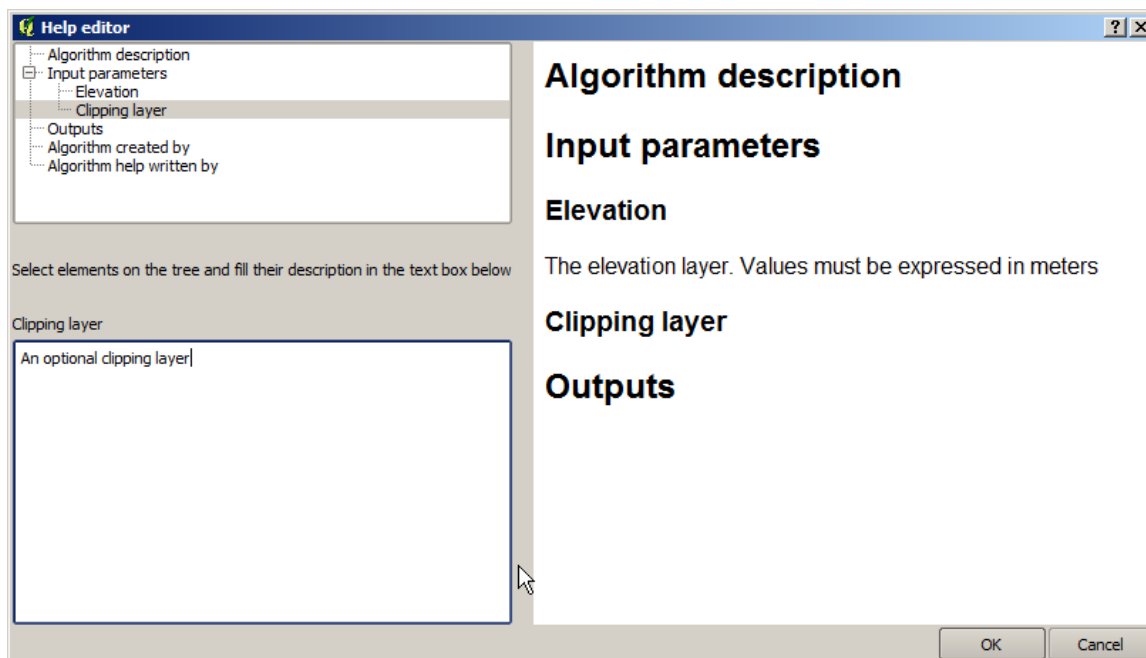 Help editor
Algorithm description
Input parameters
Elevation
Clipping layer
Outputs
Algorithm created by
Algorithm help written by
Select elements on the tree and fill their description in the text box below
Clipping layer
An optional clipping layer
Algorithm description
Input parameters
Elevation
The elevation layer. Values must be expressed in meters
Clipping layer
Outputs
OK
Cancel